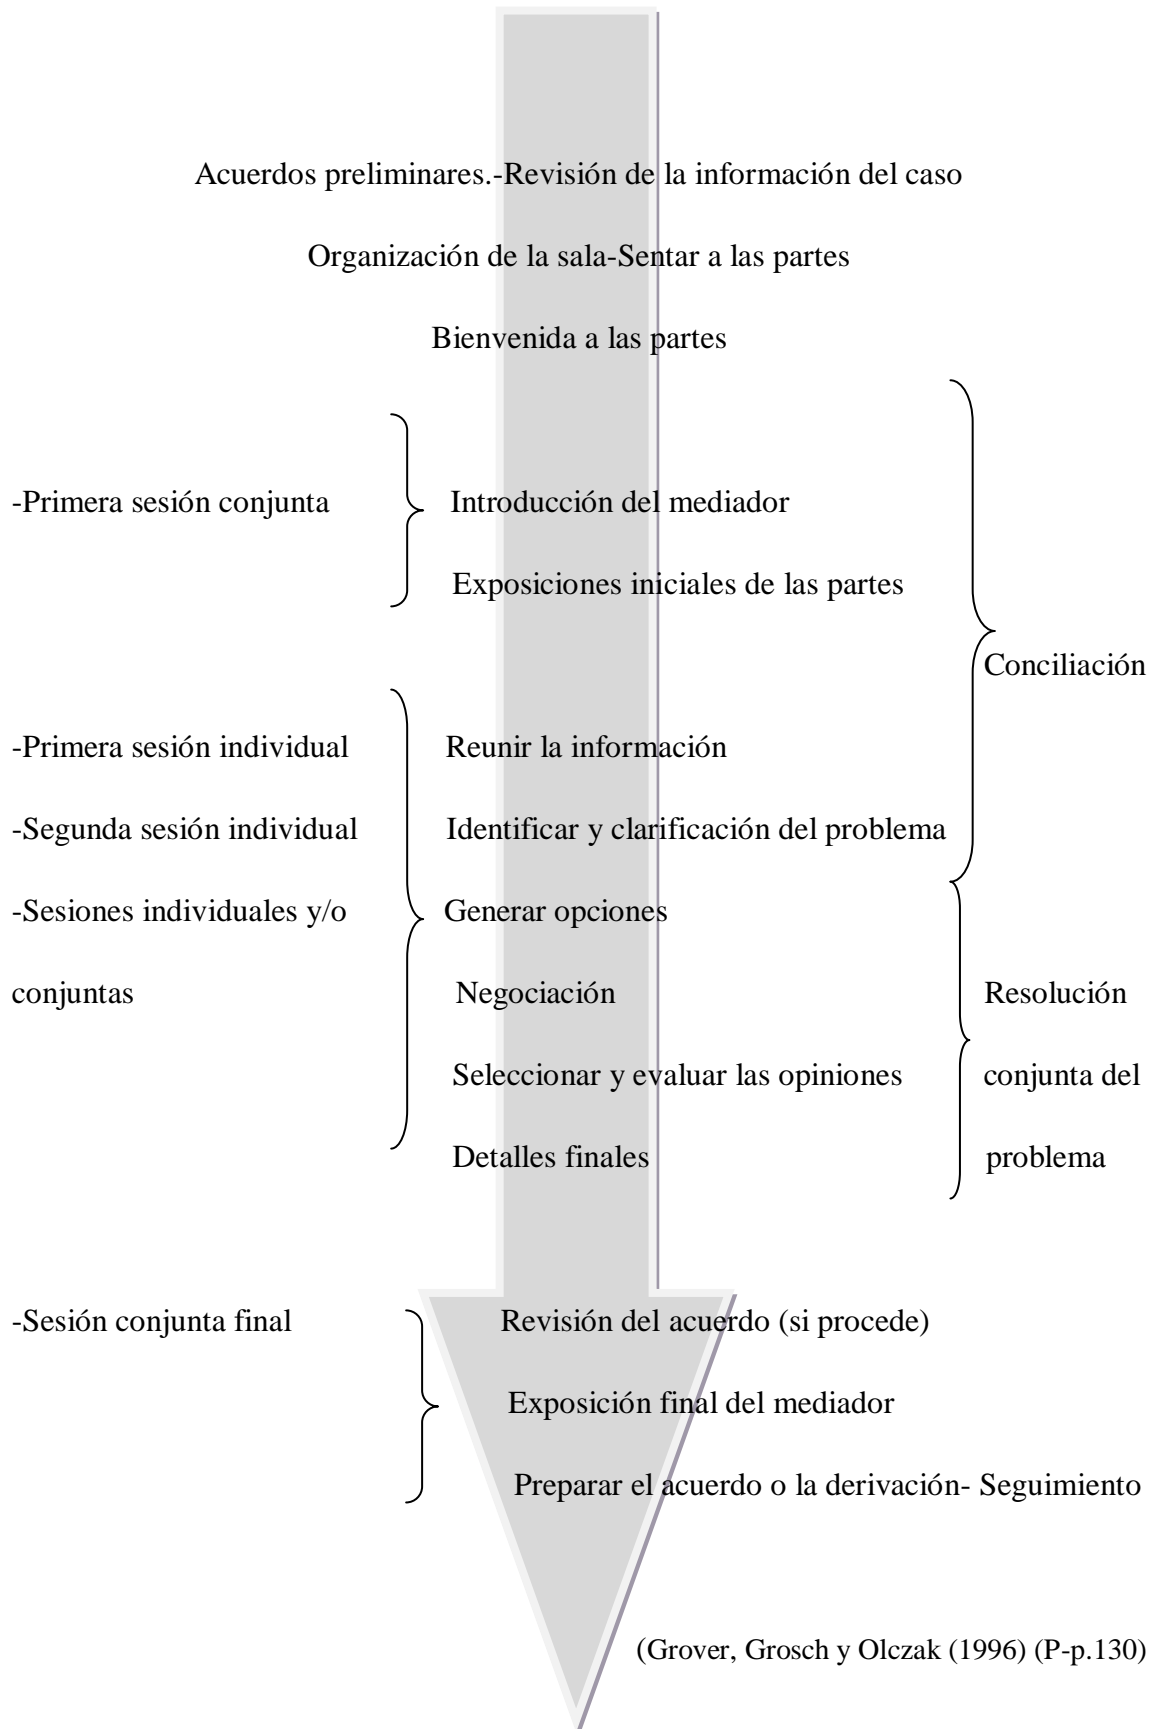 Acuerdos preliminares.-Revisión de la información del caso
Organización de la sala-Sentar a las partes
Bienvenida a las partes
-Primera sesión conjunta Introducción del mediador
Exposiciones iniciales de las partes
Conciliación
-Primera sesión individual Reunir la información
-Segunda sesión individual Identificar y clarificación del problema
-Sesiones individuales y/o Generar opciones
conjuntas Negociación Resolución
Seleccionar y evaluar las opiniones conjunta del
Detalles finales problema
-Sesión conjunta final Revisión del acuerdo (si procede)
Exposición final del mediador
Preparar el acuerdo o la derivación- Seguimiento
(Grover, Grosch y Olczak (1996) (P-p.130)